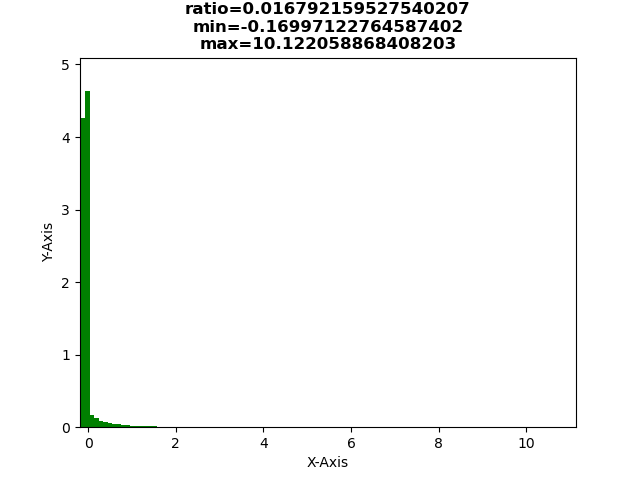 ratio=0.016792159527540207
min=-0.16997122764587402
max=10.122058868408203
5
4
3
2
1
0
Y-Axis
0 2 4 6 8 10
X-Axis